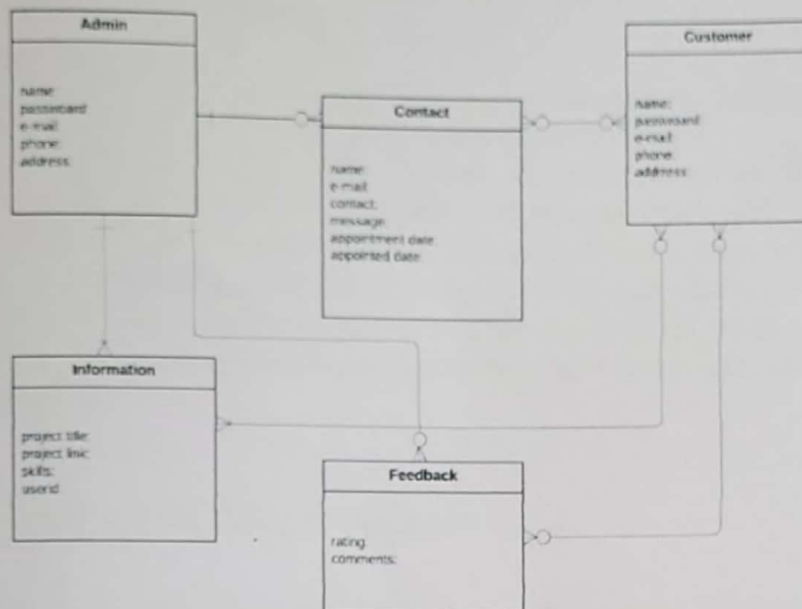 Admin
name:
password:
e-mail:
phone:
address:
Contact
name:
e-mail:
contact:
message:
appointment date:
appointed date:
Customer
name:
password:
e-mail:
phone:
address:
Information
project title:
project link:
skills:
userid:
Feedback
rating:
comments: